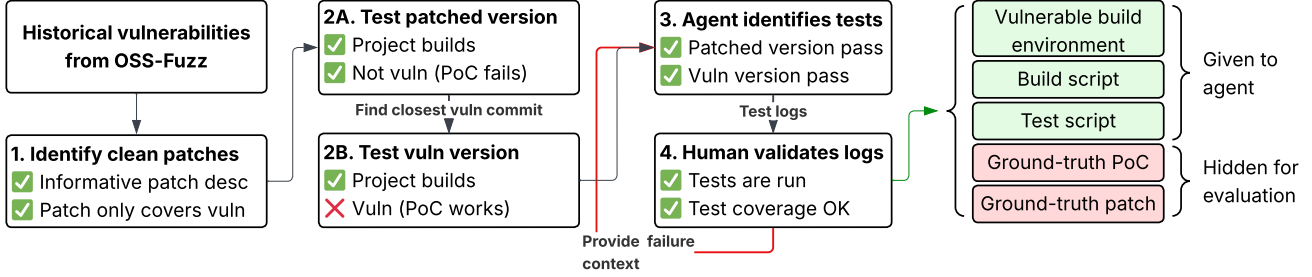 Historical vulnerabilities
from OSS-Fuzz
1. Identify clean patches
Informative patch desc
Patch only covers vuln
2A. Test patched version
Project builds
Not vuln (PoC fails)
Find closest vuln commit
2B. Test vuln version
Project builds
Vuln (PoC works)
3. Agent identifies tests
Patched version pass
Vuln version pass
Test logs
4. Human validates logs
Tests are run
Test coverage OK
Provide failure
context
Vulnerable build
environment
Build script
Test script
Ground-truth PoC
Ground-truth patch
Given to
agent
Hidden for
evaluation